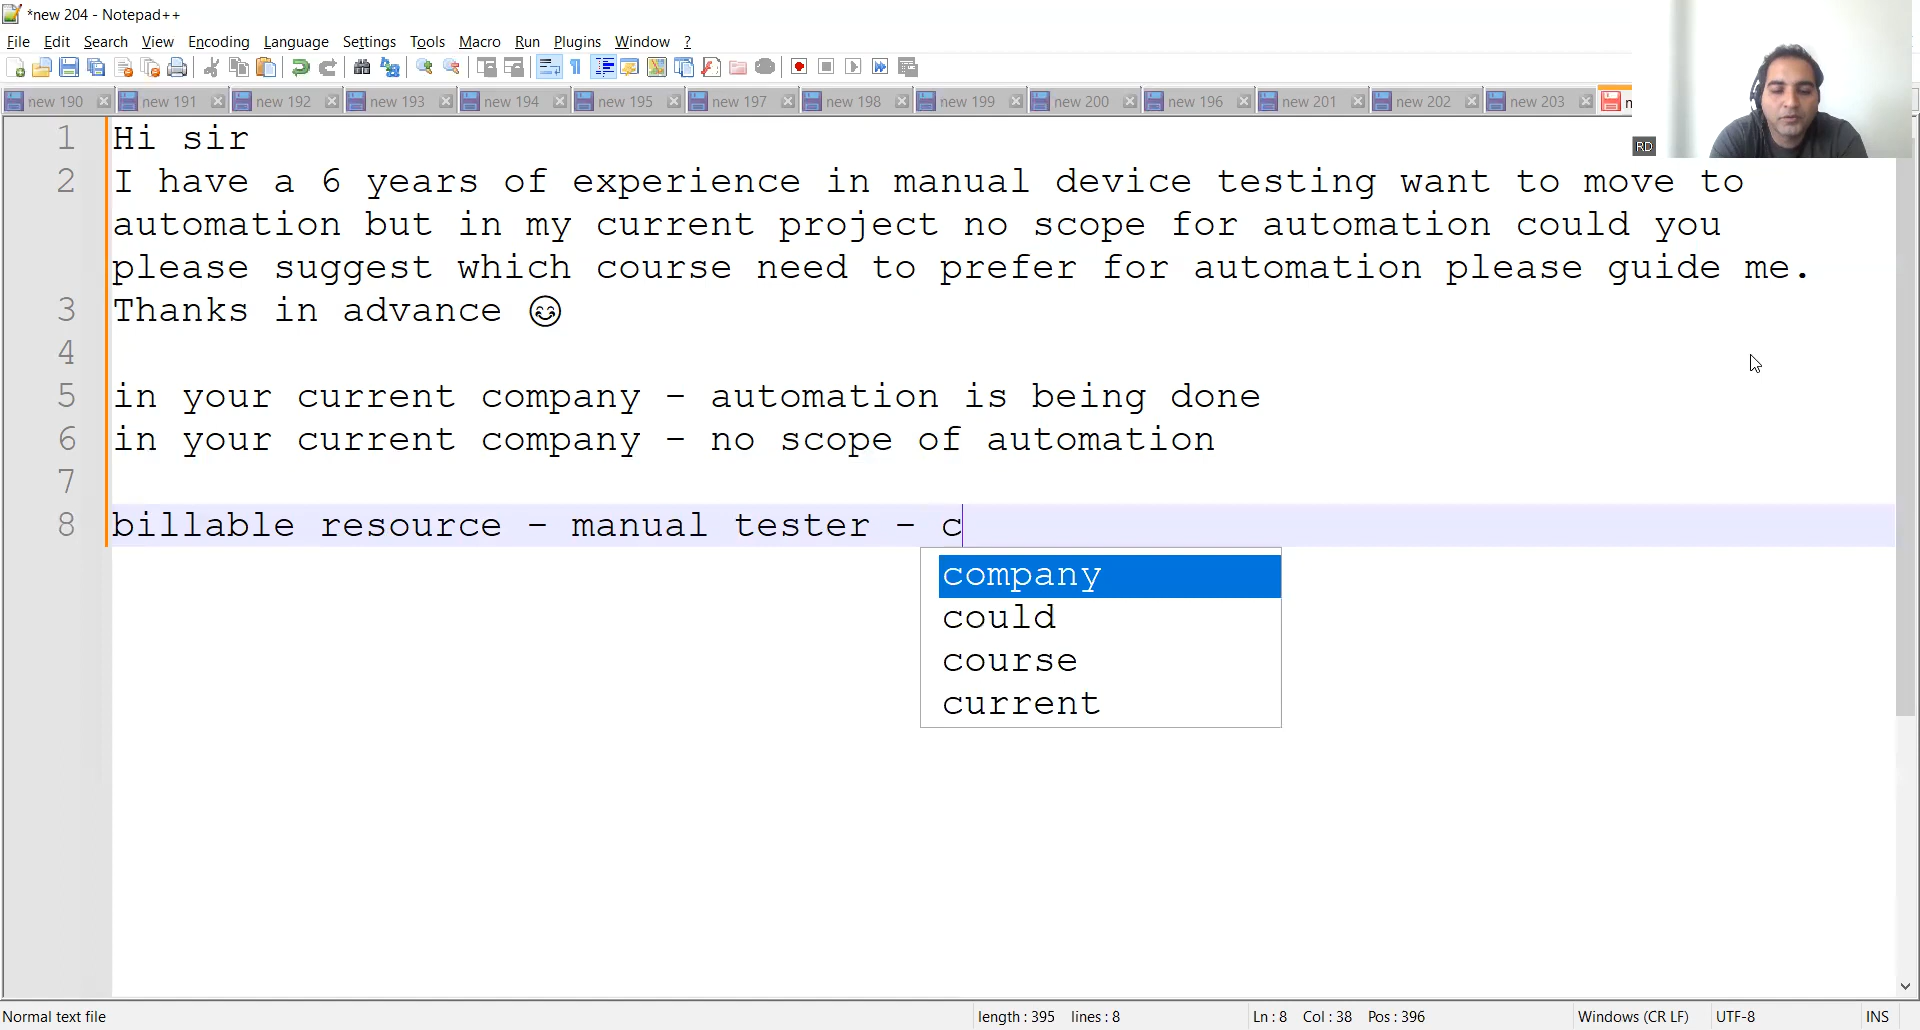 *new 204 - Notepad++
File Edit Search View Encoding Language Settings Tools Macro Run Plugins Window ?
new 190 new 191 new 192 new 193 new 194 new 195 new 197 new 198 new 199 new 200 new 196 new 201 new 202 new 203
RD
1 Hi sir
2 I have a 6 years of experience in manual device testing want to move to
automation but in my current project no scope for automation could you
please suggest which course need to prefer for automation please guide me.
3 Thanks in advance 😊
4
5 in your current company - automation is being done
6 in your current company - no scope of automation
7
8 billable resource - manual tester - c
company
could
course
current
Normal text file length : 395 lines : 8 Ln : 8 Col : 38 Pos : 396 Windows (CR LF) UTF-8 INS